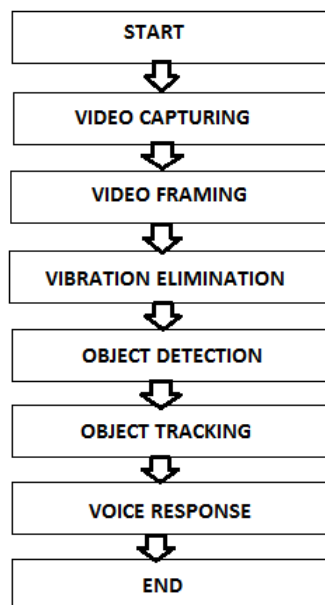 START
VIDEO CAPTURING
VIDEO FRAMING
VIBRATION ELIMINATION
OBJECT DETECTION
OBJECT TRACKING
VOICE RESPONSE
END